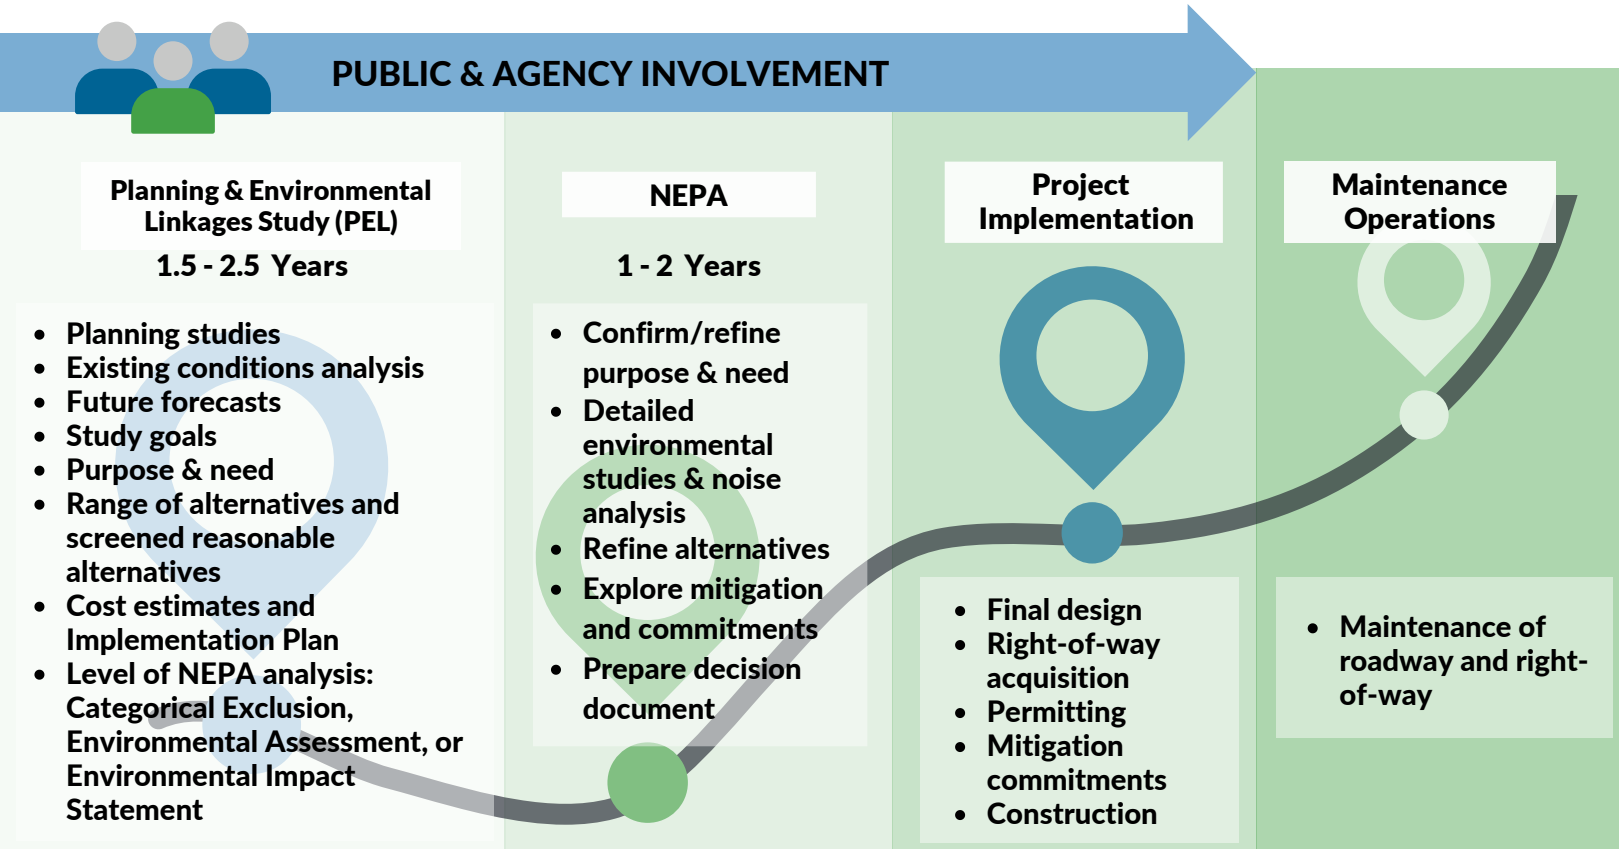 PUBLIC & AGENCY INVOLVEMENT
Planning & Environmental
Linkages Study (PEL)
1.5 - 2.5 Years
• Planning studies
• Existing conditions analysis
• Future forecasts
• Study goals
• Purpose & need
• Range of alternatives and
screened reasonable
alternatives
• Cost estimates and
Implementation Plan
• Level of NEPA analysis:
Categorical Exclusion,
Environmental Assessment, or
Environmental Impact
Statement
NEPA
1 - 2 Years
• Confirm/refine
purpose & need
• Detailed
environmental
studies & noise
analysis
• Refine alternatives
• Explore mitigation
and commitments
• Prepare decision
document
Project
Implementation
• Final design
• Right-of-way
acquisition
• Permitting
• Mitigation
commitments
• Construction
Maintenance
Operations
• Maintenance of
roadway and right-
of-way